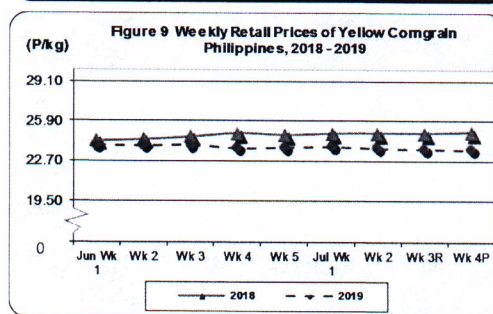 Figure 9 Weekly Retail Prices of Yellow Corngrain
Philippines, 2018 - 2019
(P/kg)
29.10
25.90
22.70
19.50
0
Jun Wk 1
Wk 2
Wk 3
Wk 4
Wk 5
Jul Wk 1
Wk 2
Wk 3R
Wk 4P
2018
2019